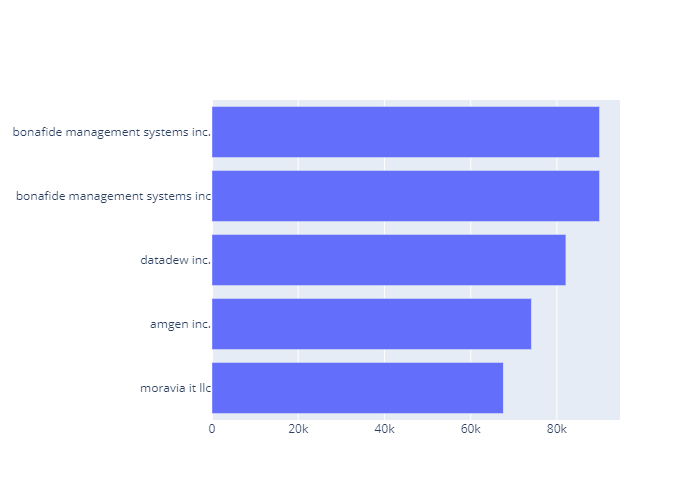 bonafide management systems inc.
bonafide management systems inc
datadew inc.
amgen inc.
moravia it llc
0 20k 40k 60k 80k